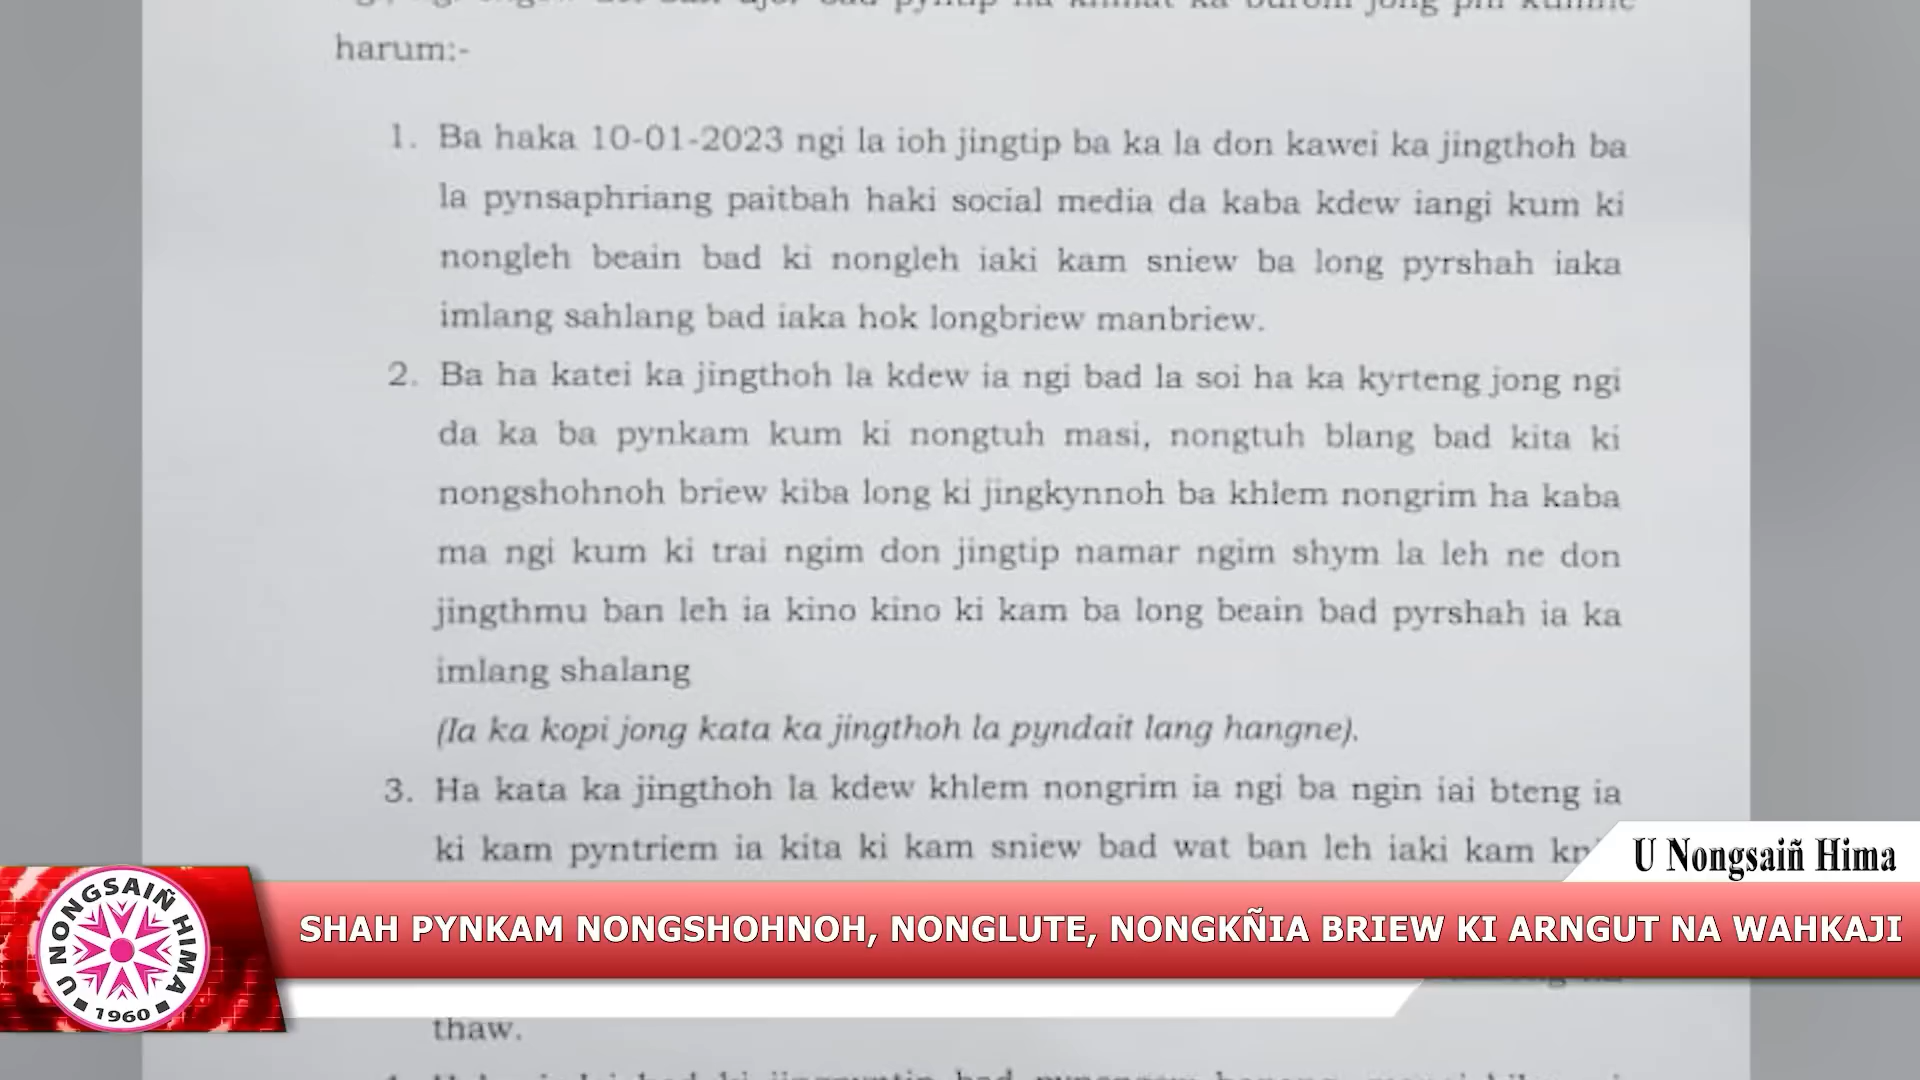 harum:-
1. Ba haka 10-01-2023 ngi la ioh jingtip ba ka la don kawei ka jingthoh ba
la pynsaphriang paitbah haki social media da kaba kdew iangi kum ki
nongleh beain bad ki nongleh iaki kam sniew ba long pyrshah iaka
imlang sahlang bad iaka hok longbriew manbriew.
2. Ba ha katei ka jingthoh la kdew ia ngi bad la soi ha ka kyrteng jong ngi
da ka ba pynkam kum ki nongtuh masi, nongtuh blang bad kita ki
nongshohnoh briew kiba long ki jingkynnoh ba khlem nongrim ha kaba
ma ngi kum ki trai ngim don jingtip namar ngim shym la leh ne don
jingthmu ban leh ia kino kino ki kam ba long beain bad pyrshah ia ka
imlang shalang
(Ia ka kopi jong kata ka jingthoh la pyndait lang hangne).
3. Ha kata ka jingthoh la kdew khlem nongrim ia ngi ba ngin iai bteng ia
ki kam pyntriem ia kita ki kam sniew bad wat ban leh iaki kam
U Nongsaiñ Hima
SHAH PYNKAM NONGSHOHNOH, NONGLUTE, NONGKÑIA BRIEW KI ARNGUT NA WAHKAJI
U NONGSAIÑ HIMA
1960
thaw.